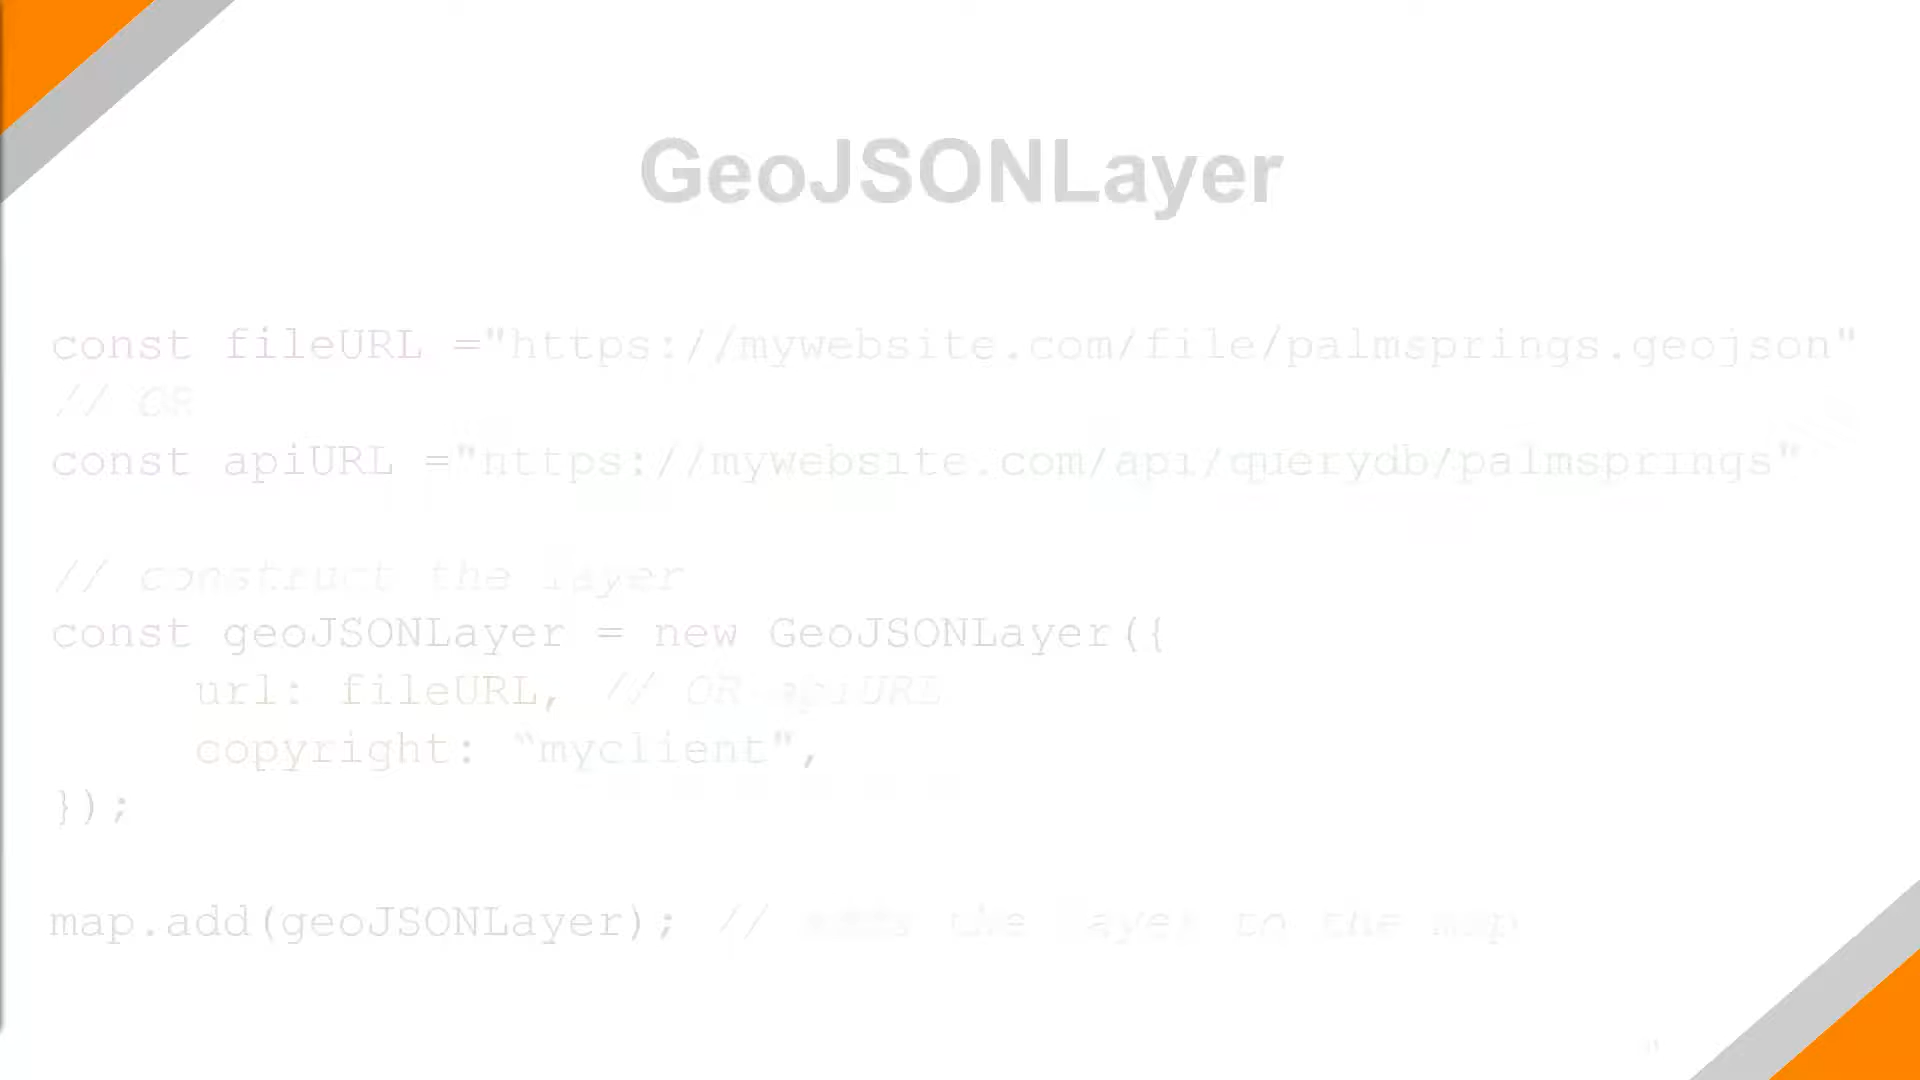 GeoJSONLayer
const fileURL ="https://mywebsite.com/file/palmsprings.geojson"
// OR
const apiURL ="https://mywebsite.com/api/querydb/palmsprings"
// construct the layer
const geoJSONLayer = new GeoJSONLayer({
url: fileURL, // OR apiURL
copyright: “myclient",
});
map.add(geoJSONLayer); // adds the layer to the map